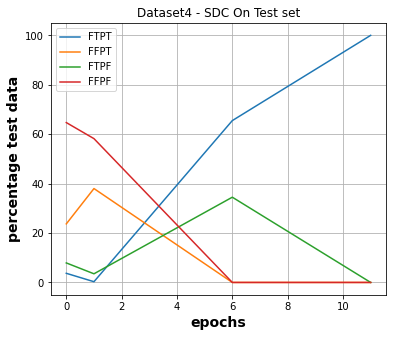 Dataset4 - SDC On Test set
100
80
60
40
20
0
percentage test data
FTPT
FFPT
FTPF
FFPF
0 2 4 6 8 10
epochs